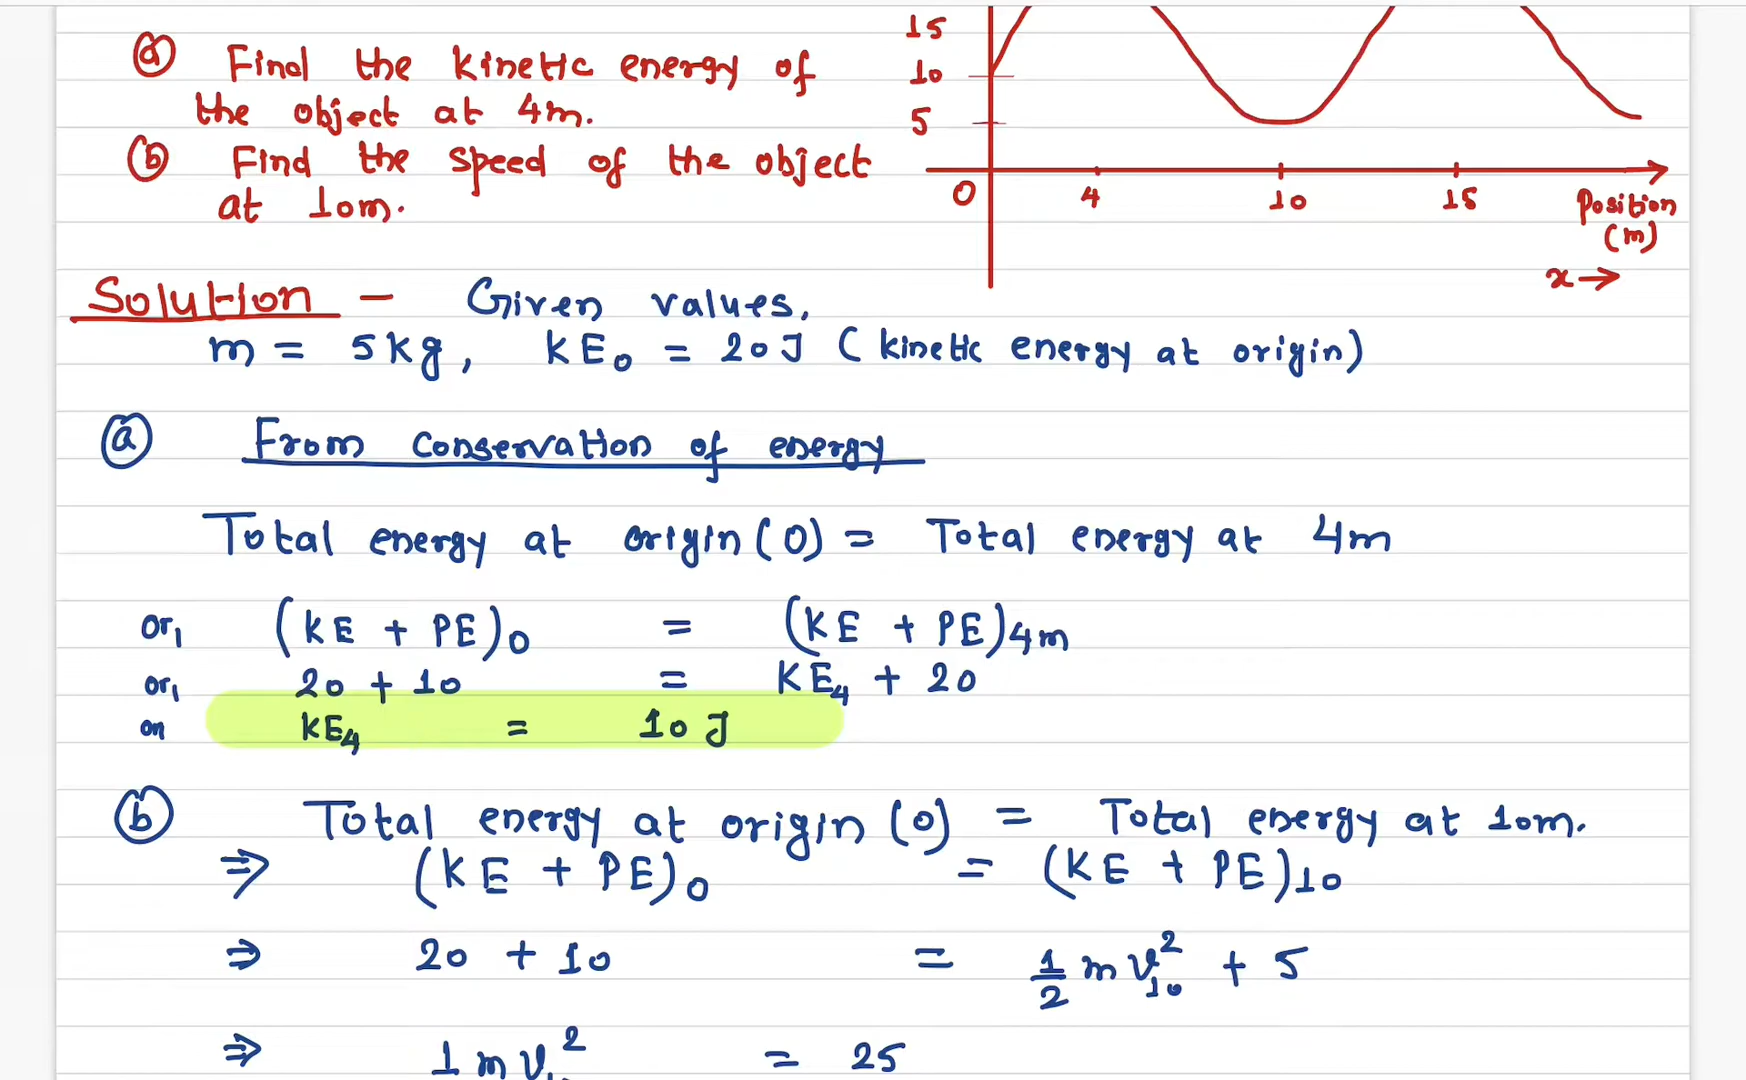 ⓐ Find the kinetic energy of
the object at 4m.
ⓑ Find the speed of the object
at 10m.
15
10
5
0 4 10 15 Position
(m)
x →
Solution - Given values,
m = 5kg, KE₀ = 20J (kinetic energy at origin)
ⓐ From conservation of energy
Total energy at origin (0) = Total energy at 4m
or, (KE + PE)₀ = (KE + PE)₄ₘ
or, 20 + 10 = KE₄ + 20
or KE₄ = 10 J
ⓑ Total energy at origin (0) = Total energy at 10m.
⇒ (KE + PE)₀ = (KE + PE)₁₀
⇒ 20 + 10 = 1/2 m v₁₀² + 5
⇒ 1 m v² = 25